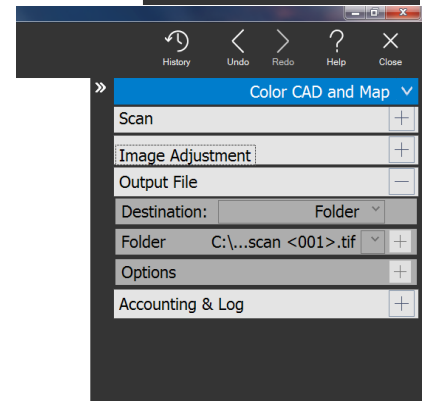 History Undo Redo Help Close
Color CAD and Map
Scan
Image Adjustment
Output File
Destination: Folder
Folder C:\...scan <001>.tif
Options
Accounting & Log